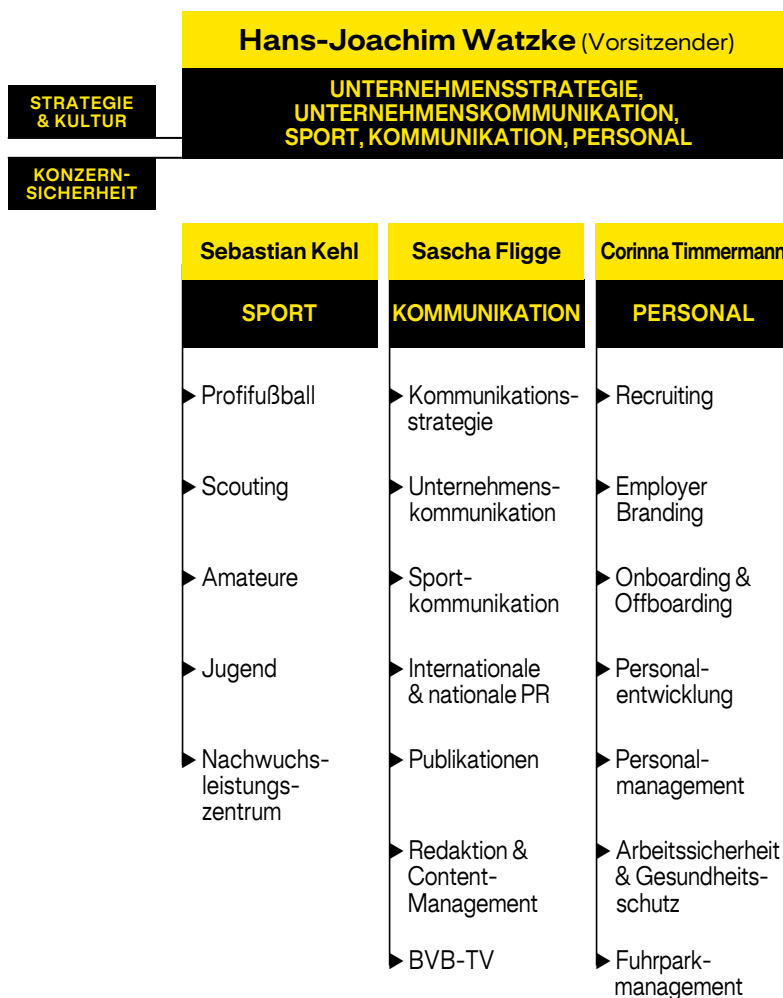 Hans-Joachim Watzke (Vorsitzender)
UNTERNEHMENSSTRATEGIE,
UNTERNEHMENSKOMMUNIKATION,
SPORT, KOMMUNIKATION, PERSONAL
STRATEGIE
& KULTUR
KONZERN-
SICHERHEIT
Sebastian Kehl
SPORT
Profifußball
Scouting
Amateure
Jugend
Nachwuchs-
leistungs-
zentrum
Sascha Fligge
KOMMUNIKATION
Kommunikations-
strategie
Unternehmens-
kommunikation
Sport-
kommunikation
Internationale
& nationale PR
Publikationen
Redaktion &
Content-
Management
BVB-TV
Corinna Timmermann
PERSONAL
Recruiting
Employer
Branding
Onboarding &
Offboarding
Personal-
entwicklung
Personal-
management
Arbeitssicherheit
& Gesundheits-
schutz
Fuhrpark-
management